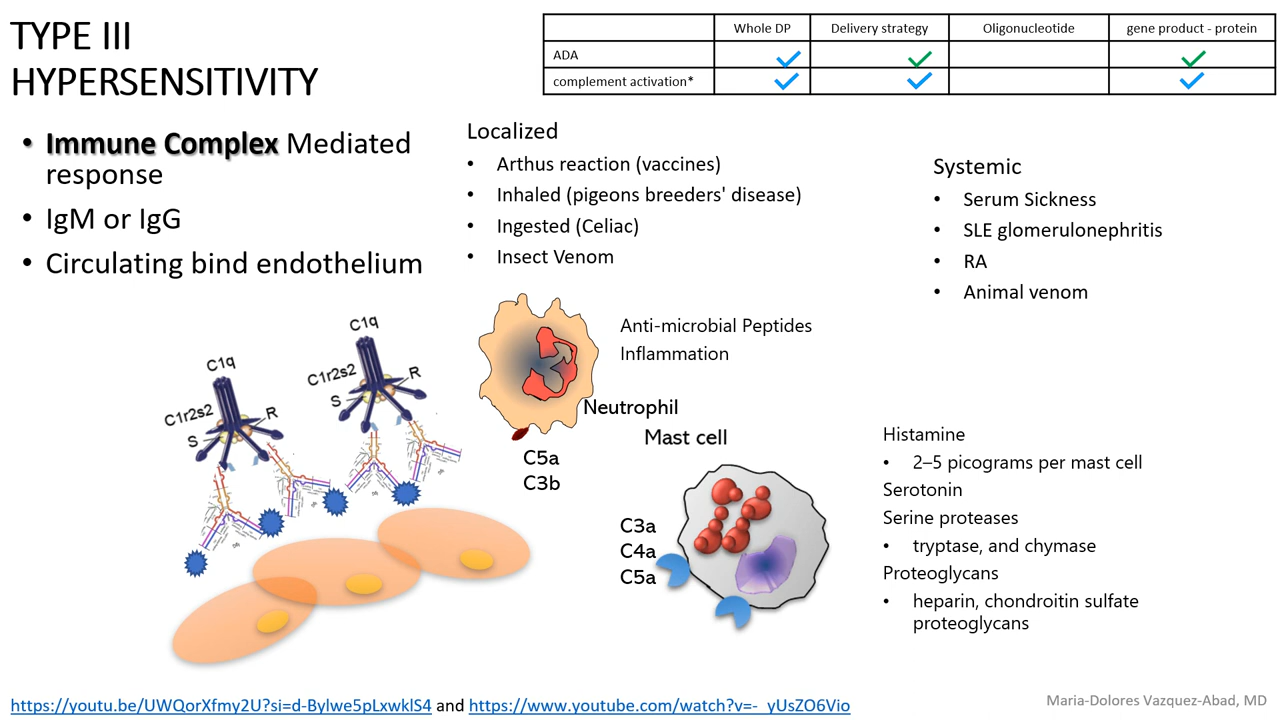 TYPE III
HYPERSENSITIVITY
Whole DP Delivery strategy Oligonucleotide gene product - protein
ADA ✓ ✓ ✓
complement activation* ✓ ✓ ✓
• Immune Complex Mediated
response
• IgM or IgG
• Circulating bind endothelium
Localized
• Arthus reaction (vaccines)
• Inhaled (pigeons breeders' disease)
• Ingested (Celiac)
• Insect Venom
Systemic
• Serum Sickness
• SLE glomerulonephritis
• RA
• Animal venom
C1q
C1r2s2
S
R
C1q
C1r2s2
S
R
Anti-microbial Peptides
Inflammation
Neutrophil
C5a
C3b
Mast cell
C3a
C4a
C5a
Histamine
• 2–5 picograms per mast cell
Serotonin
Serine proteases
• tryptase, and chymase
Proteoglycans
• heparin, chondroitin sulfate
proteoglycans
https://youtu.be/UWQorXfmy2U?si=d-Bylwe5pLxwklS4 and https://www.youtube.com/watch?v=-_yUsZO6Vio
Maria-Dolores Vazquez-Abad, MD